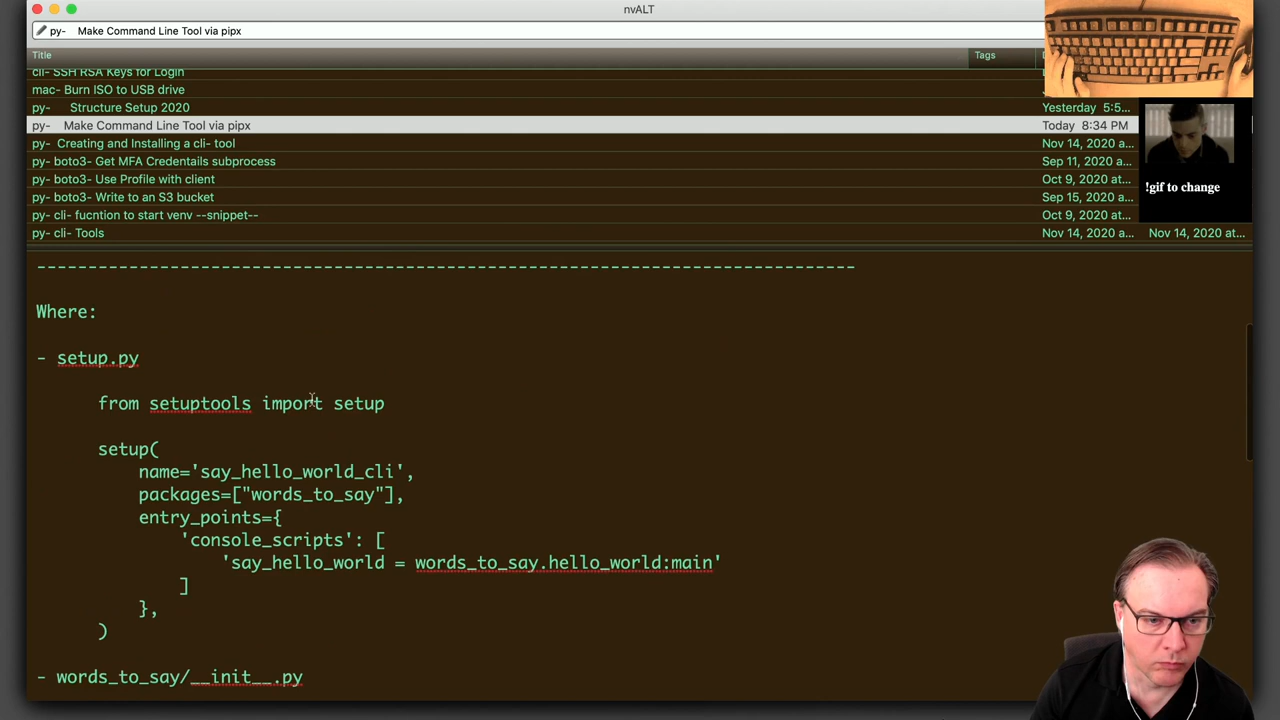 nvALT
py- Make Command Line Tool via pipx
Title Tags
cli- SSH RSA Keys for Login
mac- Burn ISO to USB drive
py- Structure Setup 2020 Yesterday 5:5...
py- Make Command Line Tool via pipx Today 8:34 PM
py- Creating and Installing a cli- tool Nov 14, 2020 a...
py- boto3- Get MFA Credentails subprocess Sep 11, 2020 a...
py- boto3- Use Profile with client Oct 9, 2020 at...
py- boto3- Write to an S3 bucket Sep 15, 2020 a...
py- cli- fucntion to start venv --snippet-- Oct 9, 2020 at...
py- cli- Tools Nov 14, 2020 a... Nov 14, 2020 at...
!gif to change
--------------------------------------------------------------------------------
Where:
- setup.py
from setuptools import setup
setup(
name='say_hello_world_cli',
packages=["words_to_say"],
entry_points={
'console_scripts': [
'say_hello_world = words_to_say.hello_world:main'
]
},
)
- words_to_say/__init__.py